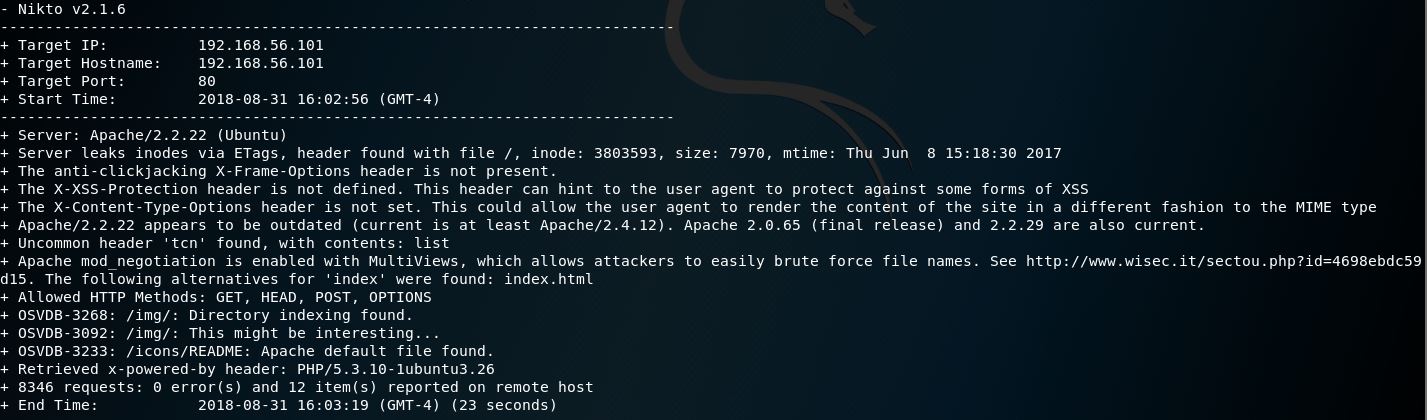 - Nikto v2.1.6
---------------------------------------------------------------------------
+ Target IP:          192.168.56.101
+ Target Hostname:    192.168.56.101
+ Target Port:        80
+ Start Time:         2018-08-31 16:02:56 (GMT-4)
---------------------------------------------------------------------------
+ Server: Apache/2.2.22 (Ubuntu)
+ Server leaks inodes via ETags, header found with file /, inode: 3803593, size: 7970, mtime: Thu Jun  8 15:18:30 2017
+ The anti-clickjacking X-Frame-Options header is not present.
+ The X-XSS-Protection header is not defined. This header can hint to the user agent to protect against some forms of XSS
+ The X-Content-Type-Options header is not set. This could allow the user agent to render the content of the site in a different fashion to the MIME type
+ Apache/2.2.22 appears to be outdated (current is at least Apache/2.4.12). Apache 2.0.65 (final release) and 2.2.29 are also current.
+ Uncommon header 'tcn' found, with contents: list
+ Apache mod_negotiation is enabled with MultiViews, which allows attackers to easily brute force file names. See http://www.wisec.it/sectou.php?id=4698ebdc59
d15. The following alternatives for 'index' were found: index.html
+ Allowed HTTP Methods: GET, HEAD, POST, OPTIONS
+ OSVDB-3268: /img/: Directory indexing found.
+ OSVDB-3092: /img/: This might be interesting...
+ OSVDB-3233: /icons/README: Apache default file found.
+ Retrieved x-powered-by header: PHP/5.3.10-1ubuntu3.26
+ 8346 requests: 0 error(s) and 12 item(s) reported on remote host
+ End Time:           2018-08-31 16:03:19 (GMT-4) (23 seconds)